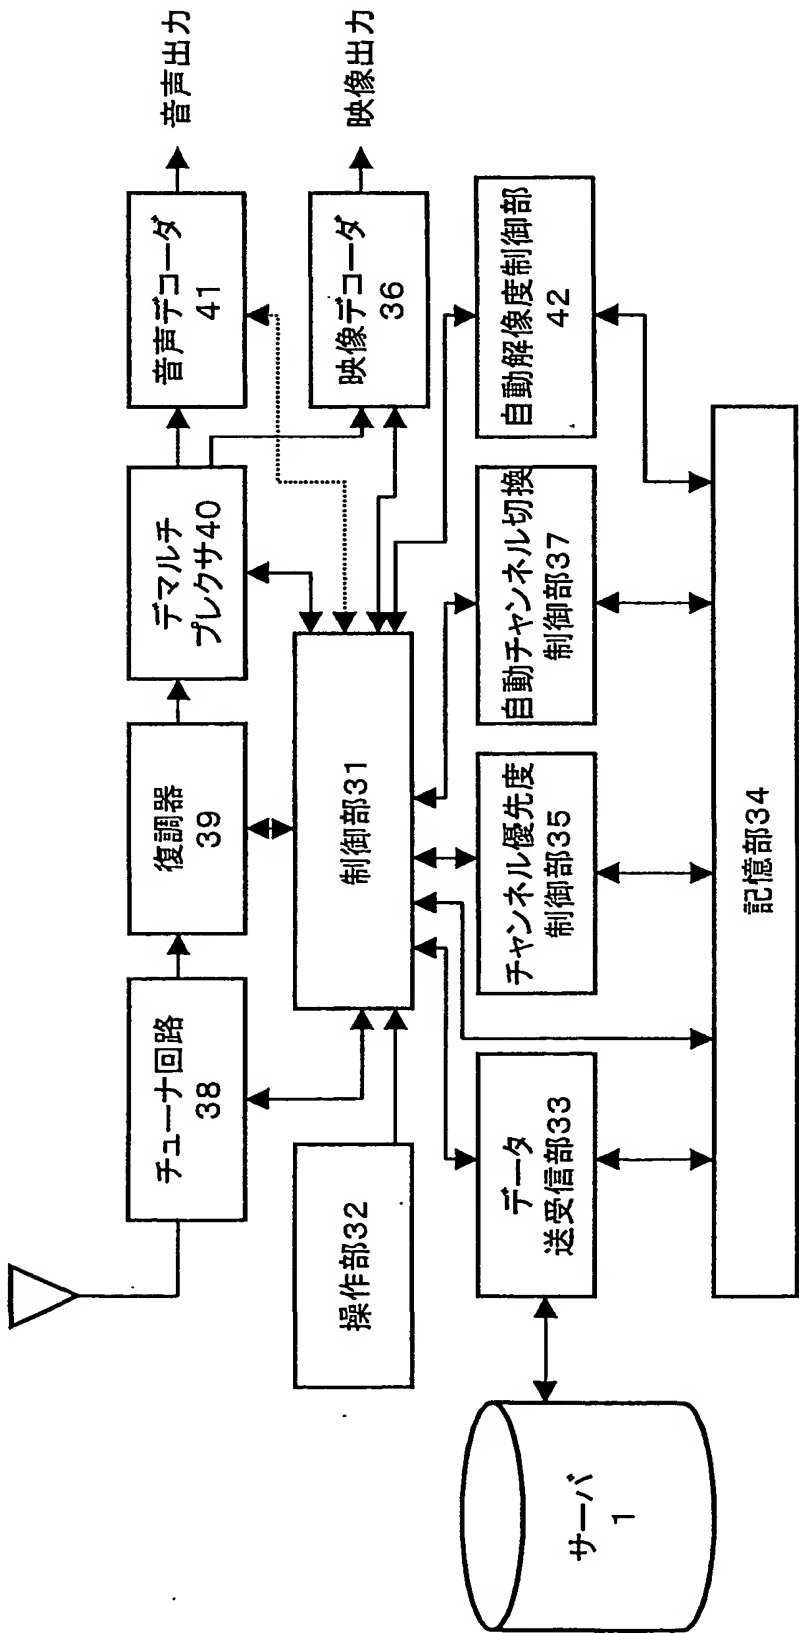 チューナ回路
38
復調器
39
デマルチ
プレクサ40
音声デコーダ
41
音声出力
操作部32
制御部31
映像デコーダ
36
映像出力
サーバ
1
データ
送受信部33
チャンネル優先度
制御部35
自動チャンネル切換
制御部37
自動解像度制御部
42
記憶部34